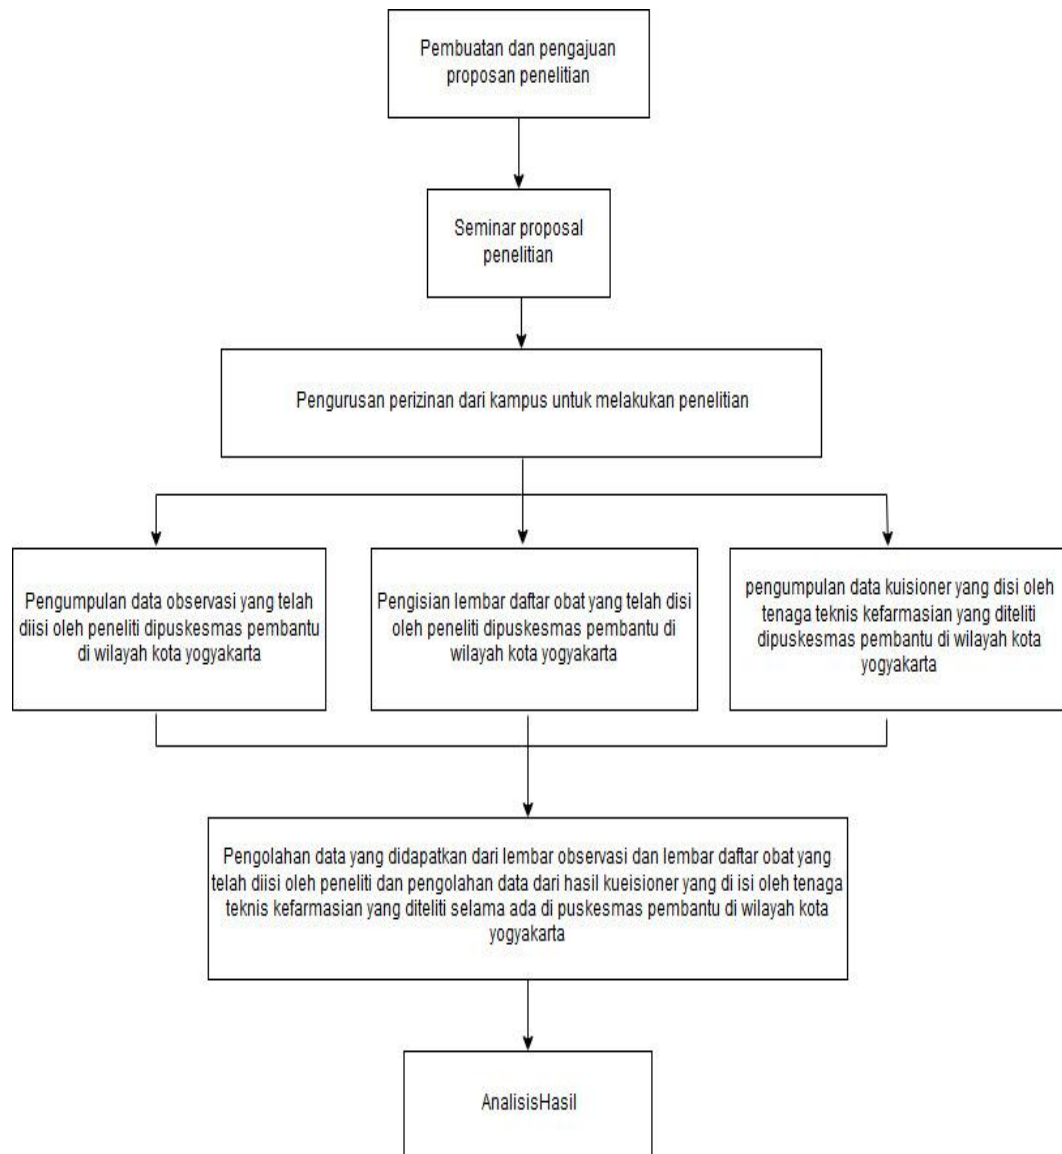 Pembuatan dan pengajuan
proposan penelitian
Seminar proposal
penelitian
Pengurusan perizinan dari kampus untuk melakukan penelitian
Pengumpulan data observasi yang telah
diisi oleh peneliti dipuskesmas pembantu
di wilayah kota yogyakarta
Pengisian lembar daftar obat yang telah disi
oleh peneliti dipuskesmas pembantu di
wilayah kota yogyakarta
pengumpulan data kuisioner yang disi oleh
tenaga teknis kefarmasian yang diteliti
dipuskesmas pembantu di wilayah kota
yogyakarta
Pengolahan data yang didapatkan dari lembar observasi dan lembar daftar obat yang
telah diisi oleh peneliti dan pengolahan data dari hasil kueisioner yang di isi oleh tenaga
teknis kefarmasian yang diteliti selama ada di puskesmas pembantu di wilayah kota
yogyakarta
AnalisisHasil